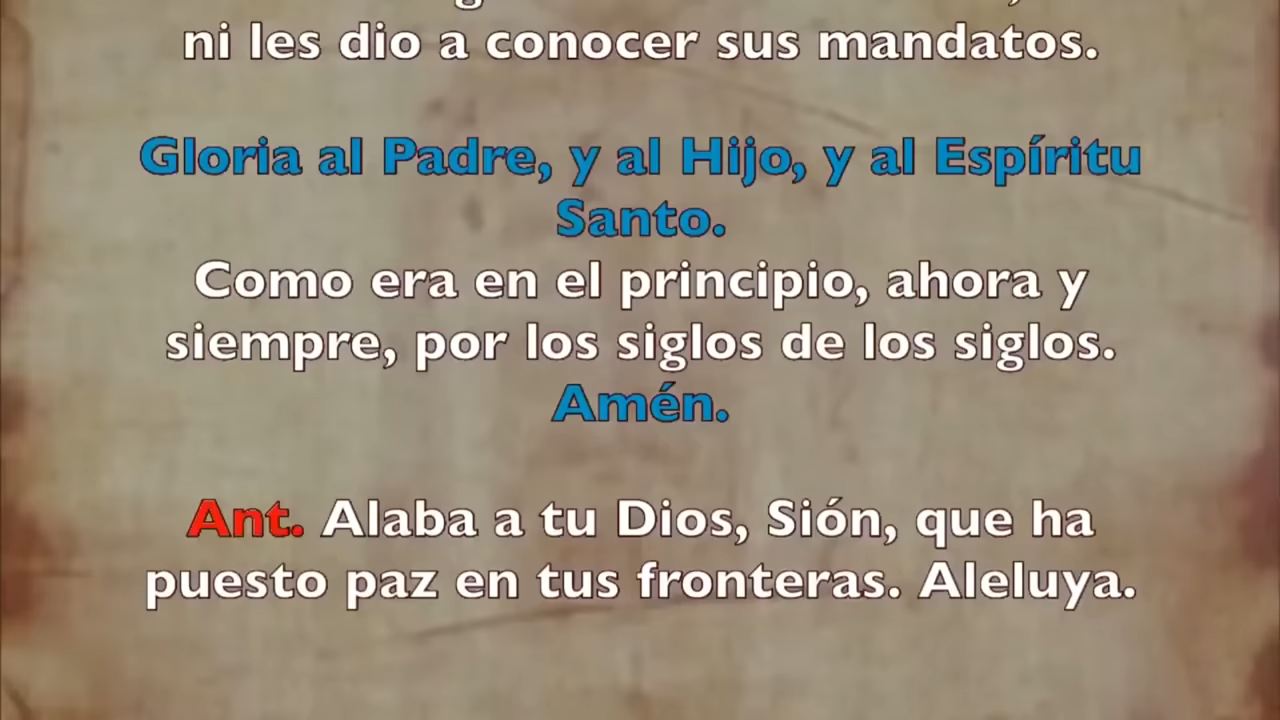 ni les dio a conocer sus mandatos.
Gloria al Padre, y al Hijo, y al Espíritu
Santo.
Como era en el principio, ahora y
siempre, por los siglos de los siglos.
Amén.
Ant. Alaba a tu Dios, Sión, que ha
puesto paz en tus fronteras. Aleluya.